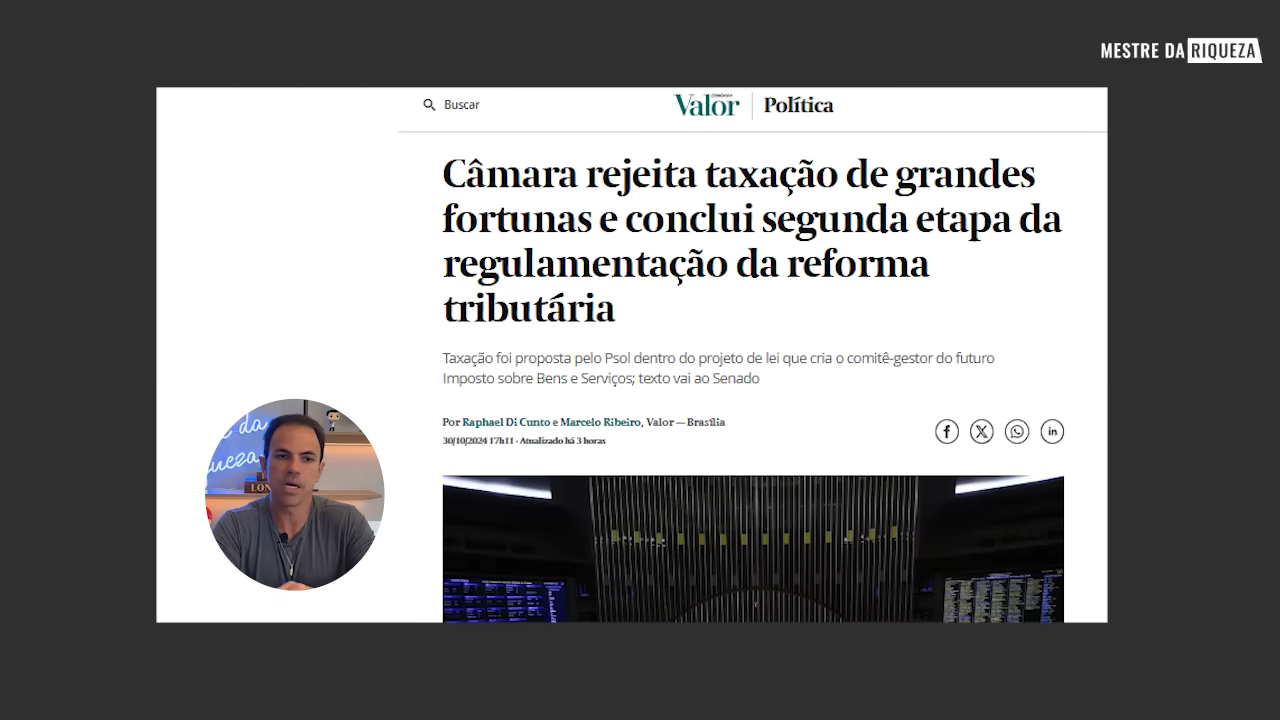 MESTRE DA RIQUEZA
Buscar
Valor
Política
Câmara rejeita taxação de grandes
fortunas e conclui segunda etapa da
regulamentação da reforma
tributária
Taxação foi proposta pelo Psol dentro do projeto de lei que cria o comitê-gestor do futuro
Imposto sobre Bens e Serviços; texto vai ao Senado
Por Raphael Di Cunto e Marcelo Ribeiro, Valor — Brasília
30/10/2024 17h11 · Atualizado há 3 horas
da
LON